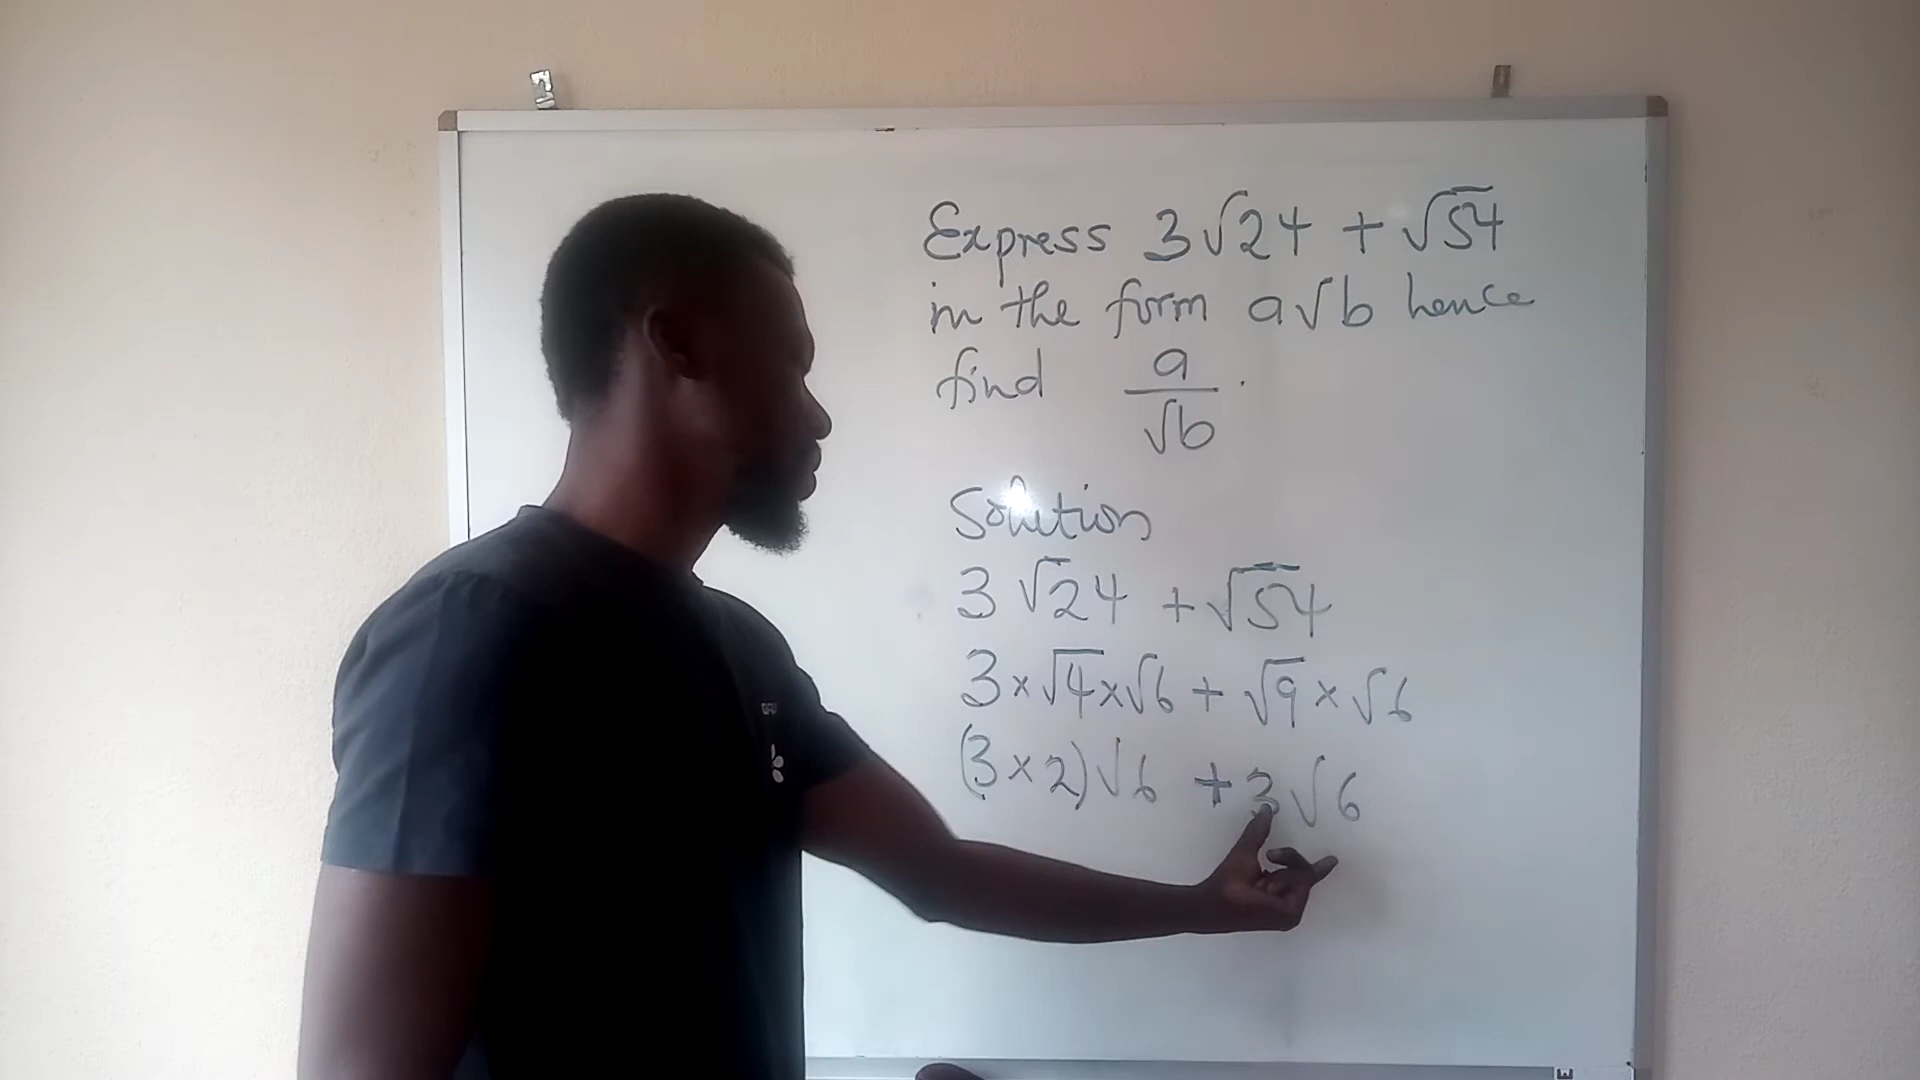 Express 3√24 + √54
in the form a√b hence
find a/√b.
Solution
3√24 + √54
3×√4×√6 + √9 × √6
(3×2)√6 + 3√6